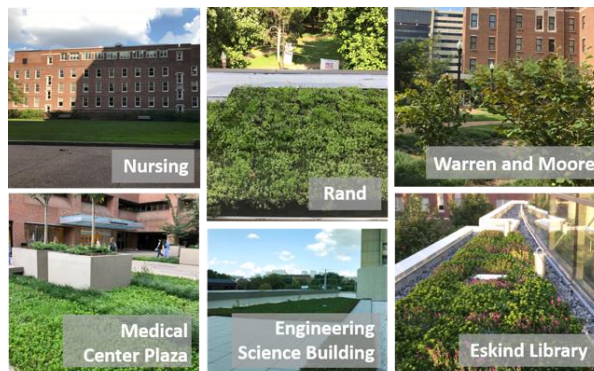 Nursing
Rand
Warren and Moore
Medical
Center Plaza
Engineering
Science Building
Eskind Library